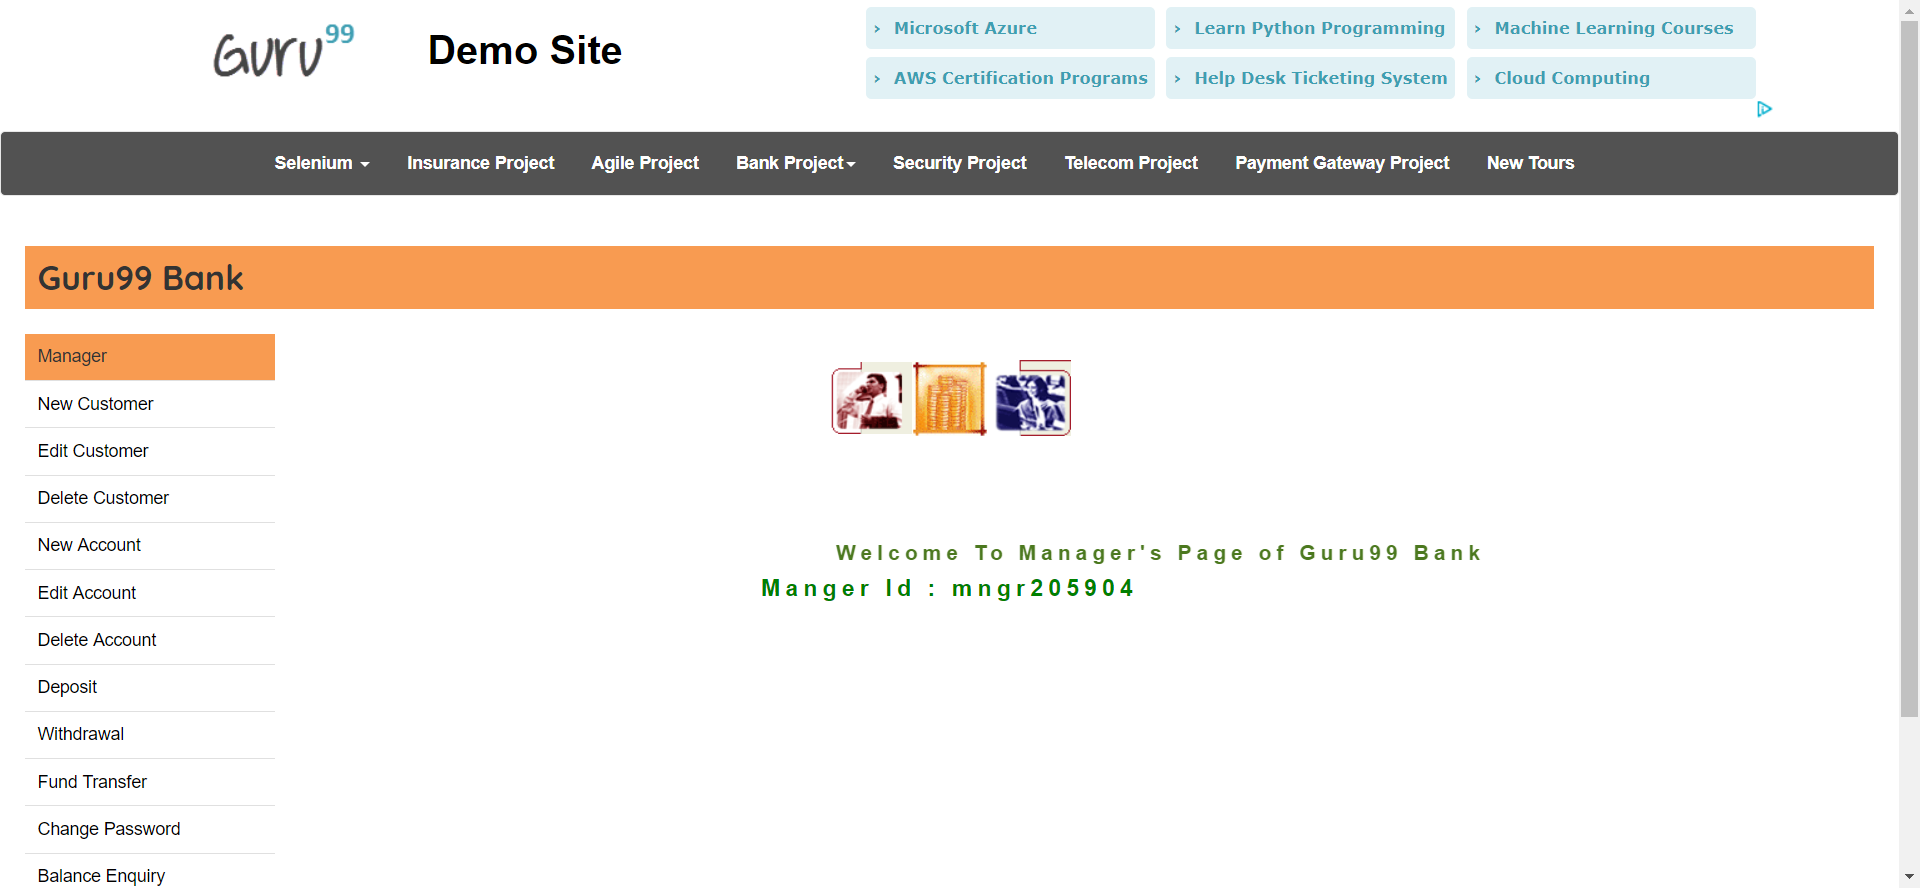 Guru99
Demo Site
› Microsoft Azure
› Learn Python Programming
› Machine Learning Courses
› AWS Certification Programs
› Help Desk Ticketing System
› Cloud Computing
Selenium Insurance Project Agile Project Bank Project Security Project Telecom Project Payment Gateway Project New Tours
Guru99 Bank
Manager
New Customer
Edit Customer
Delete Customer
New Account
Edit Account
Delete Account
Deposit
Withdrawal
Fund Transfer
Change Password
Balance Enquiry
Welcome To Manager's Page of Guru99 Bank
Manger Id : mngr205904